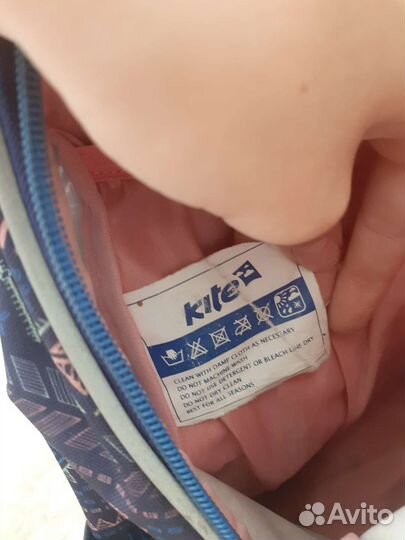 kite
CLEAN WITH DAMP CLOTH AS NECESSARY
DO NOT MACHINE WASH
DO NOT USE DETERGENT OR BLEACH LINE DRY
DO NOT DRY CLEAN
BEST FOR ALL SEASONS
Avito